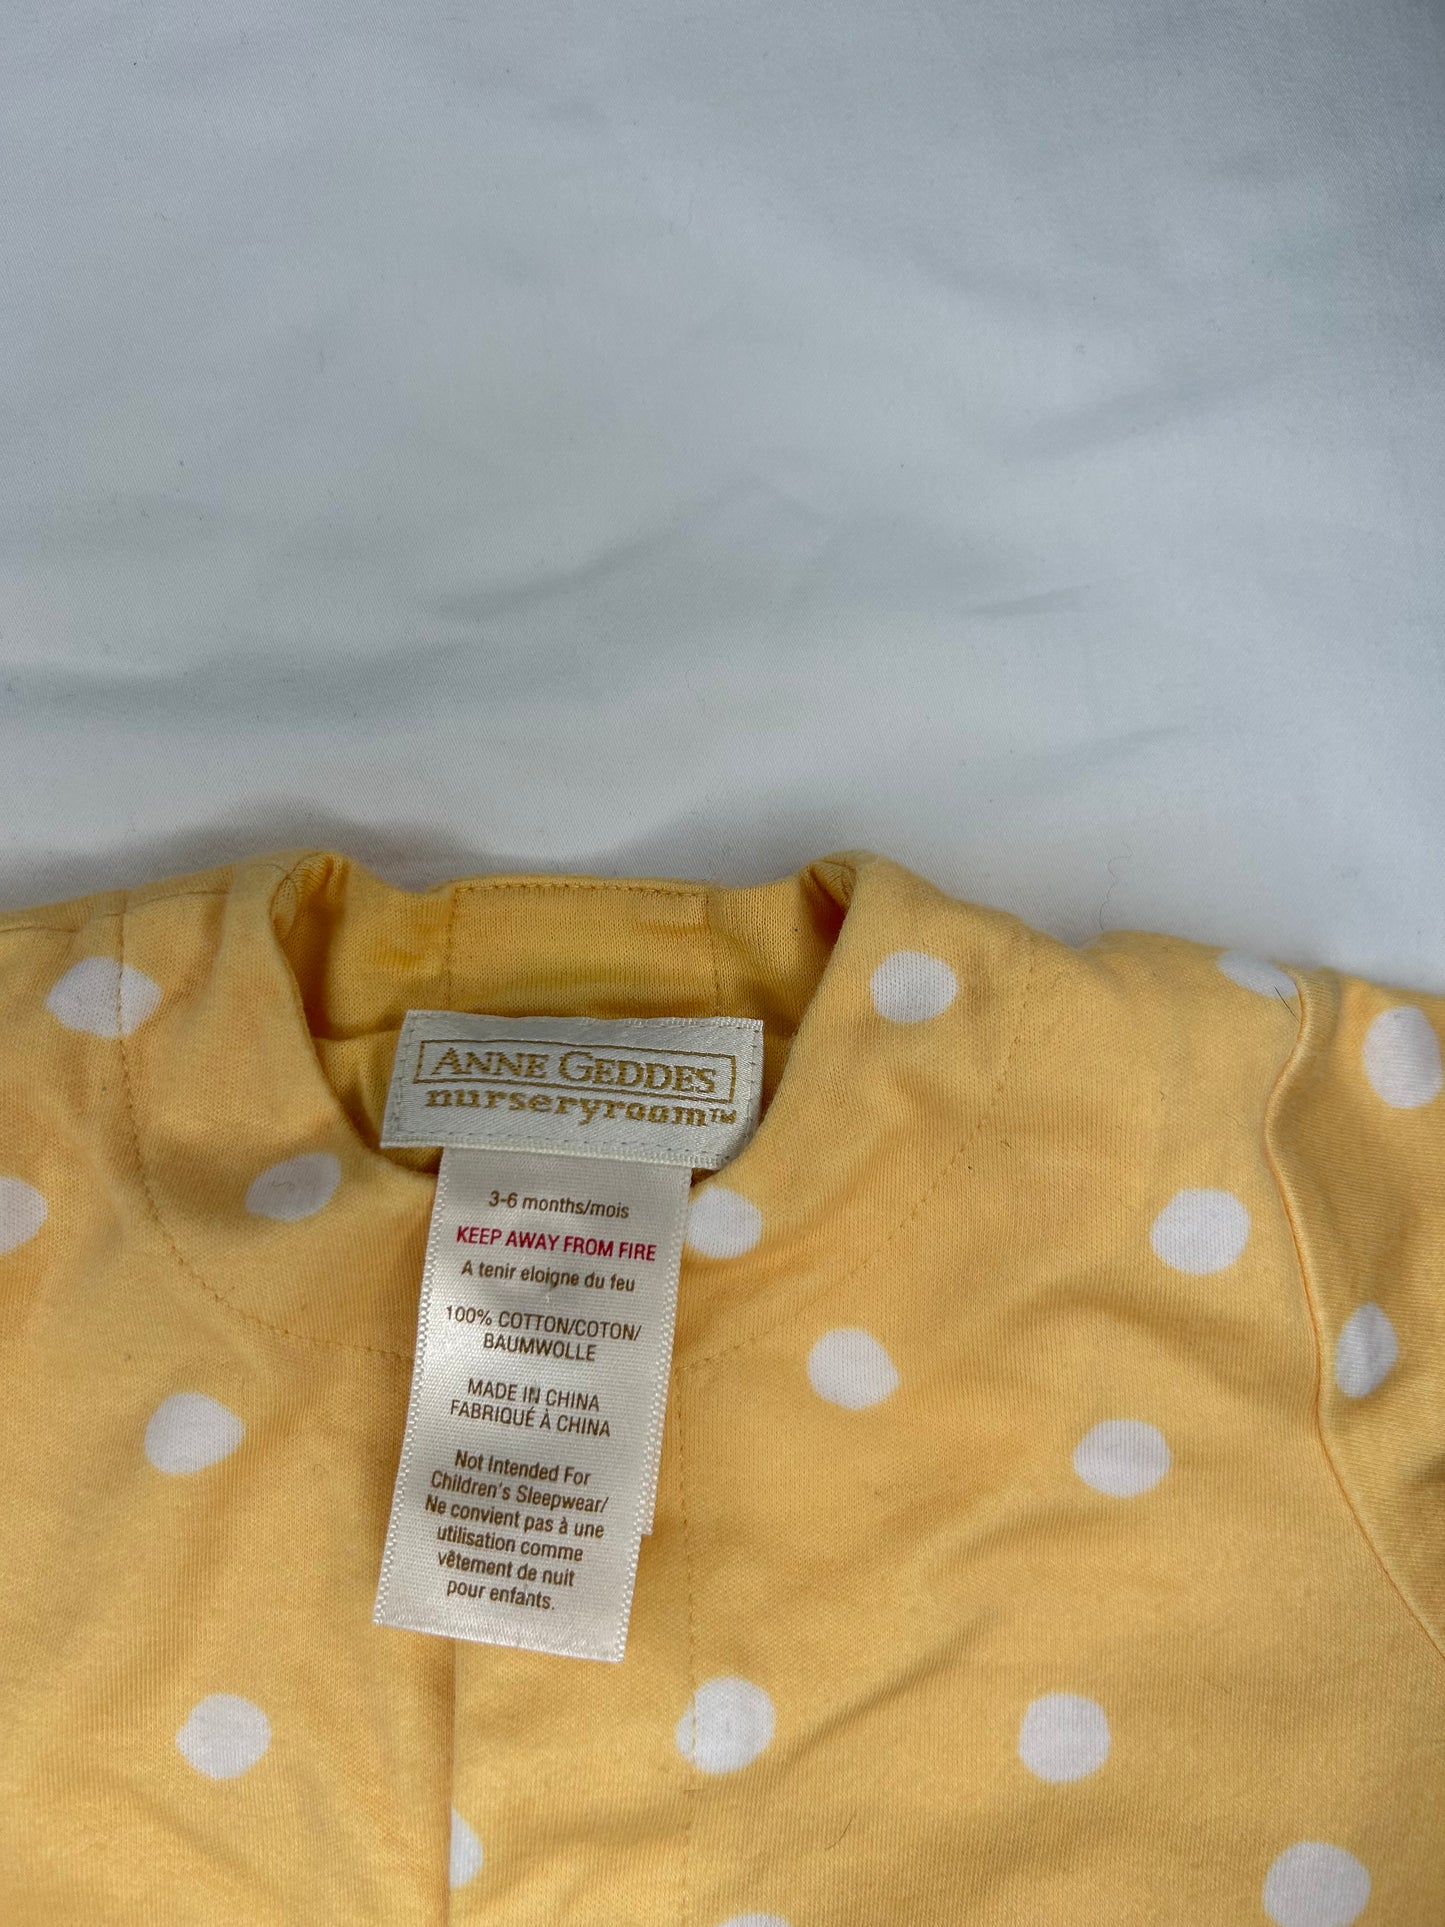 ANNE GEDDES
nurseryroom™
3-6 months/mois
KEEP AWAY FROM FIRE
A tenir eloigne du feu
100% COTTON/COTON/
BAUMWOLLE
MADE IN CHINA
FABRIQUÉ À CHINA
Not Intended For
Children's Sleepwear/
Ne convient pas à une
utilisation comme
vêtement de nuit
pour enfants.